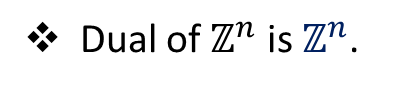 ❖ Dual of ℤⁿ is ℤⁿ.